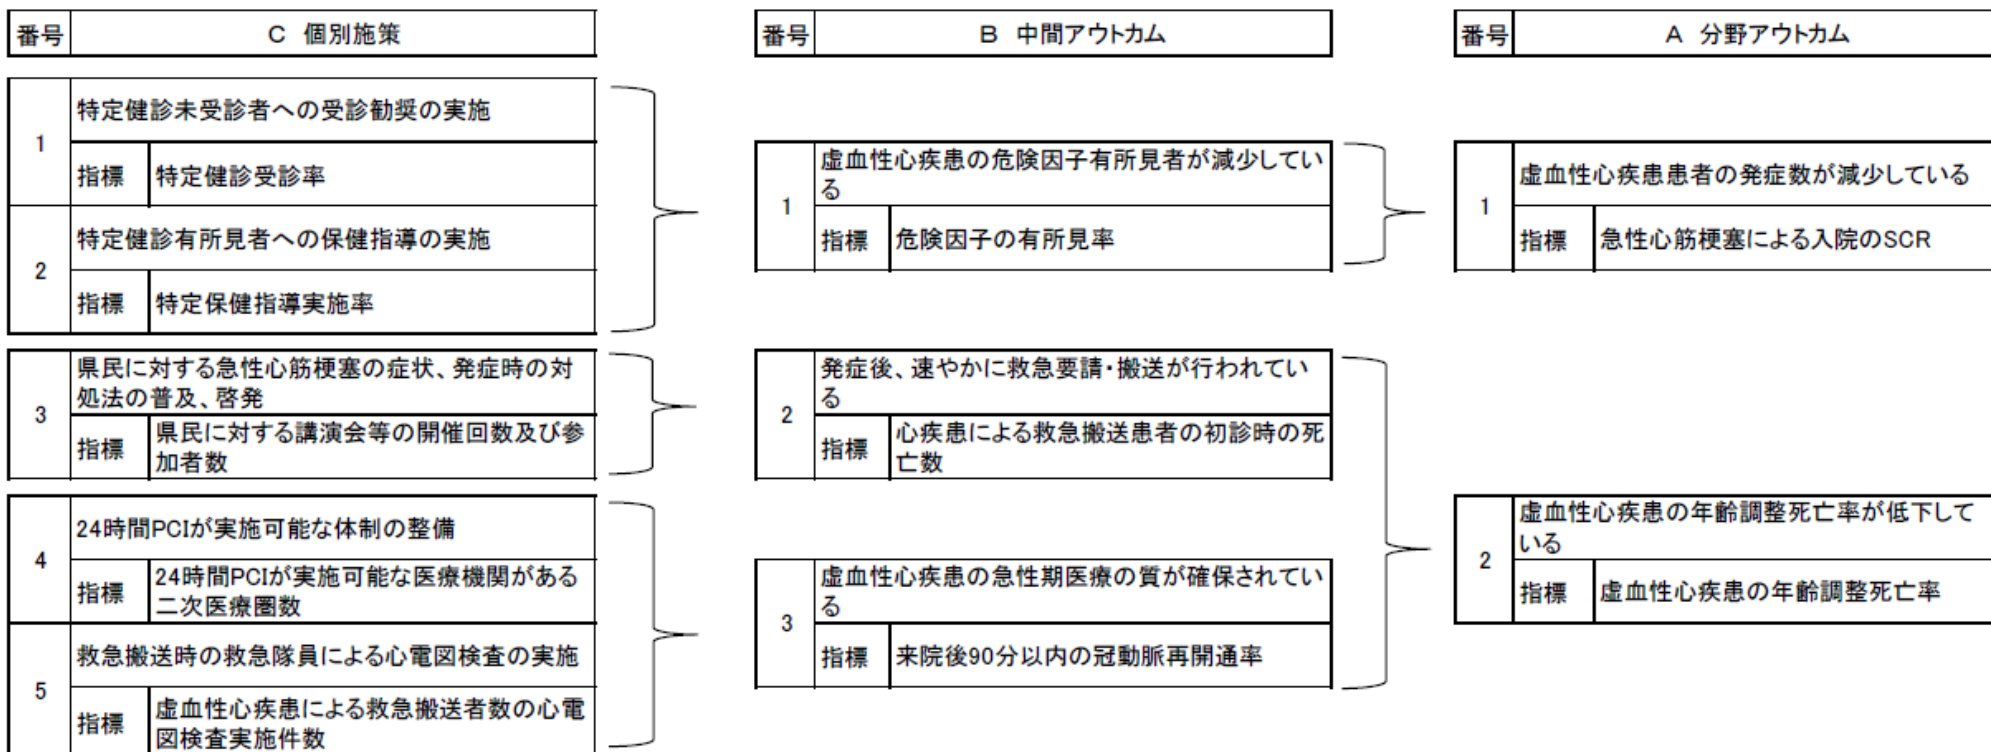 番号
C 個別施策
番号
B 中間アウトカム
番号
A 分野アウトカム
1
特定健診未受診者への受診勧奨の実施
指標
特定健診受診率
2
特定健診有所見者への保健指導の実施
指標
特定保健指導実施率
3
県民に対する急性心筋梗塞の症状、発症時の対
処法の普及、啓発
指標
県民に対する講演会等の開催回数及び参
加者数
4
24時間PCIが実施可能な体制の整備
指標
24時間PCIが実施可能な医療機関がある
二次医療圏数
5
救急搬送時の救急隊員による心電図検査の実施
指標
虚血性心疾患による救急搬送者数の心電
図検査実施件数
1
虚血性心疾患の危険因子有所見者が減少してい
る
指標
危険因子の有所見率
2
発症後、速やかに救急要請・搬送が行われてい
る
指標
心疾患による救急搬送患者の初診時の死
亡数
3
虚血性心疾患の急性期医療の質が確保されてい
る
指標
来院後90分以内の冠動脈再開通率
1
虚血性心疾患患者の発症数が減少している
指標
急性心筋梗塞による入院のSCR
2
虚血性心疾患の年齢調整死亡率が低下して
いる
指標
虚血性心疾患の年齢調整死亡率